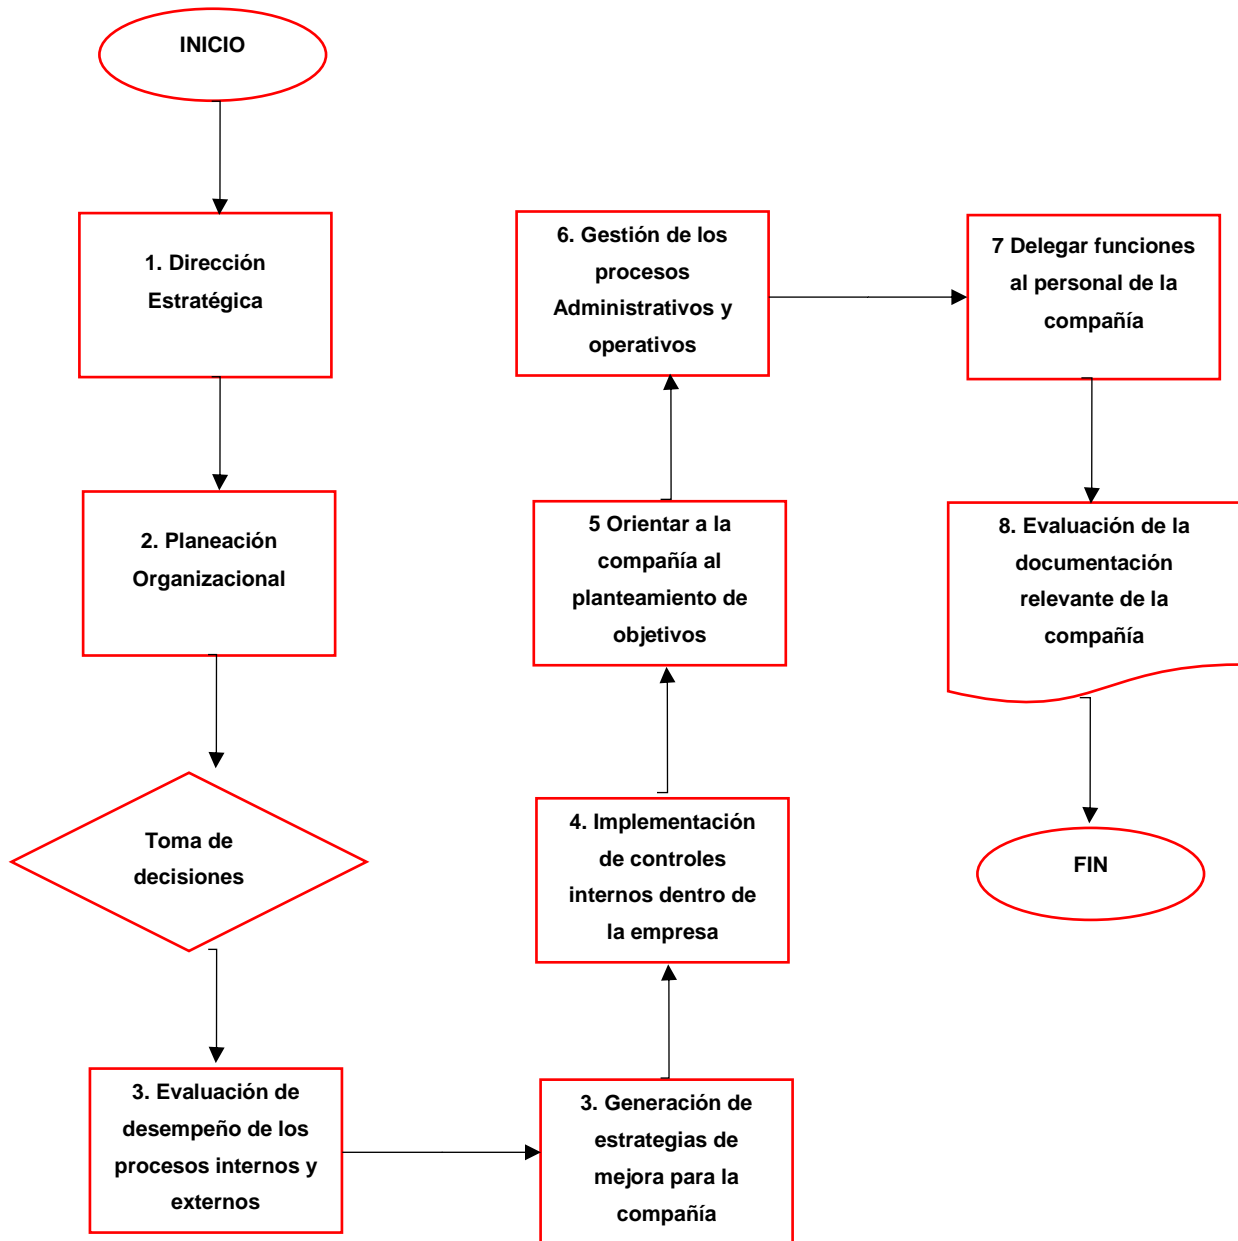 INICIO
1. Dirección
Estratégica
2. Planeación
Organizacional
Toma de
decisiones
3. Evaluación de
desempeño de los
procesos internos y
externos
3. Generación de
estrategias de
mejora para la
compañía
4. Implementación
de controles
internos dentro de
la empresa
5 Orientar a la
compañía al
planteamiento de
objetivos
6. Gestión de los
procesos
Administrativos y
operativos
7 Delegar funciones
al personal de la
compañía
8. Evaluación de la
documentación
relevante de la
compañía
FIN